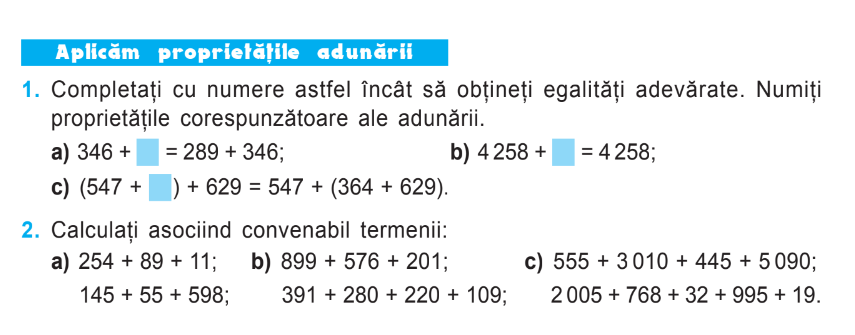 Aplicăm proprietățile adunării
1. Completați cu numere astfel încât să obțineți egalități adevărate. Numiți
proprietățile corespunzătoare ale adunării.
a) 346 + = 289 + 346; b) 4 258 + = 4 258;
c) (547 + ) + 629 = 547 + (364 + 629).
2. Calculați asociind convenabil termenii:
a) 254 + 89 + 11; b) 899 + 576 + 201; c) 555 + 3 010 + 445 + 5 090;
145 + 55 + 598; 391 + 280 + 220 + 109; 2 005 + 768 + 32 + 995 + 19.